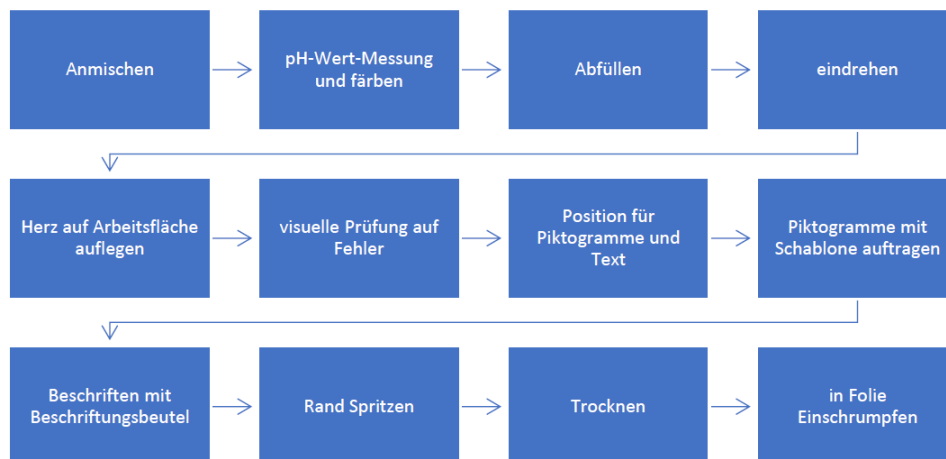 Anmischen
pH-Wert-Messung
und färben
Abfüllen
eindrehen
Herz auf Arbeitsfläche
auflegen
visuelle Prüfung auf
Fehler
Position für
Piktogramme und
Text
Piktogramme mit
Schablone auftragen
Beschriften mit
Beschriftungsbeutel
Rand Spritzen
Trocknen
in Folie
Einschrumpfen